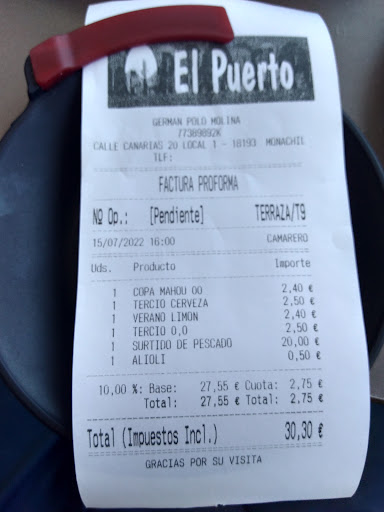 El Puerto
GERMAN POLO MOLINA
77389892K
CALLE CANARIAS 20 LOCAL 1 - 18193 MONACHIL
TLF:
FACTURA PROFORMA
Nº Op.: [Pendiente] TERRAZA/T9
15/07/2022 16:00 CAMARERO
Uds. Producto Importe
1 COPA MAHOU 00 2,40 €
1 TERCIO CERVEZA 2,50 €
1 VERANO LIMON 2,40 €
1 TERCIO 0,0 2,50 €
1 SURTIDO DE PESCADO 20,00 €
1 ALIOLI 0,50 €
10,00 %: Base: 27,55 € Cuota: 2,75 €
Total: 27,55 € Total: 2,75 €
Total (Impuestos Incl.) 30,30 €
GRACIAS POR SU VISITA